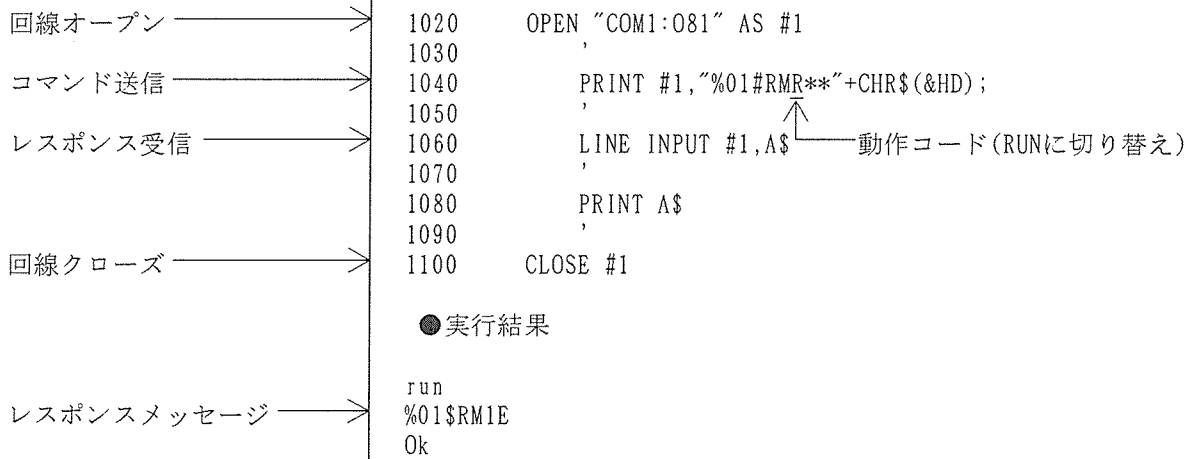 回線オープン 1020 OPEN "COM1:O81" AS #1
1030 '
コマンド送信 1040 PRINT #1,"%01#RMR**"+CHR$(&HD);
1050 '
レスポンス受信 1060 LINE INPUT #1,A$ 動作コード(RUNに切り替え)
1070 '
1080 PRINT A$
1090 '
回線クローズ 1100 CLOSE #1
●実行結果
run
レスポンスメッセージ %01$RM1E
Ok